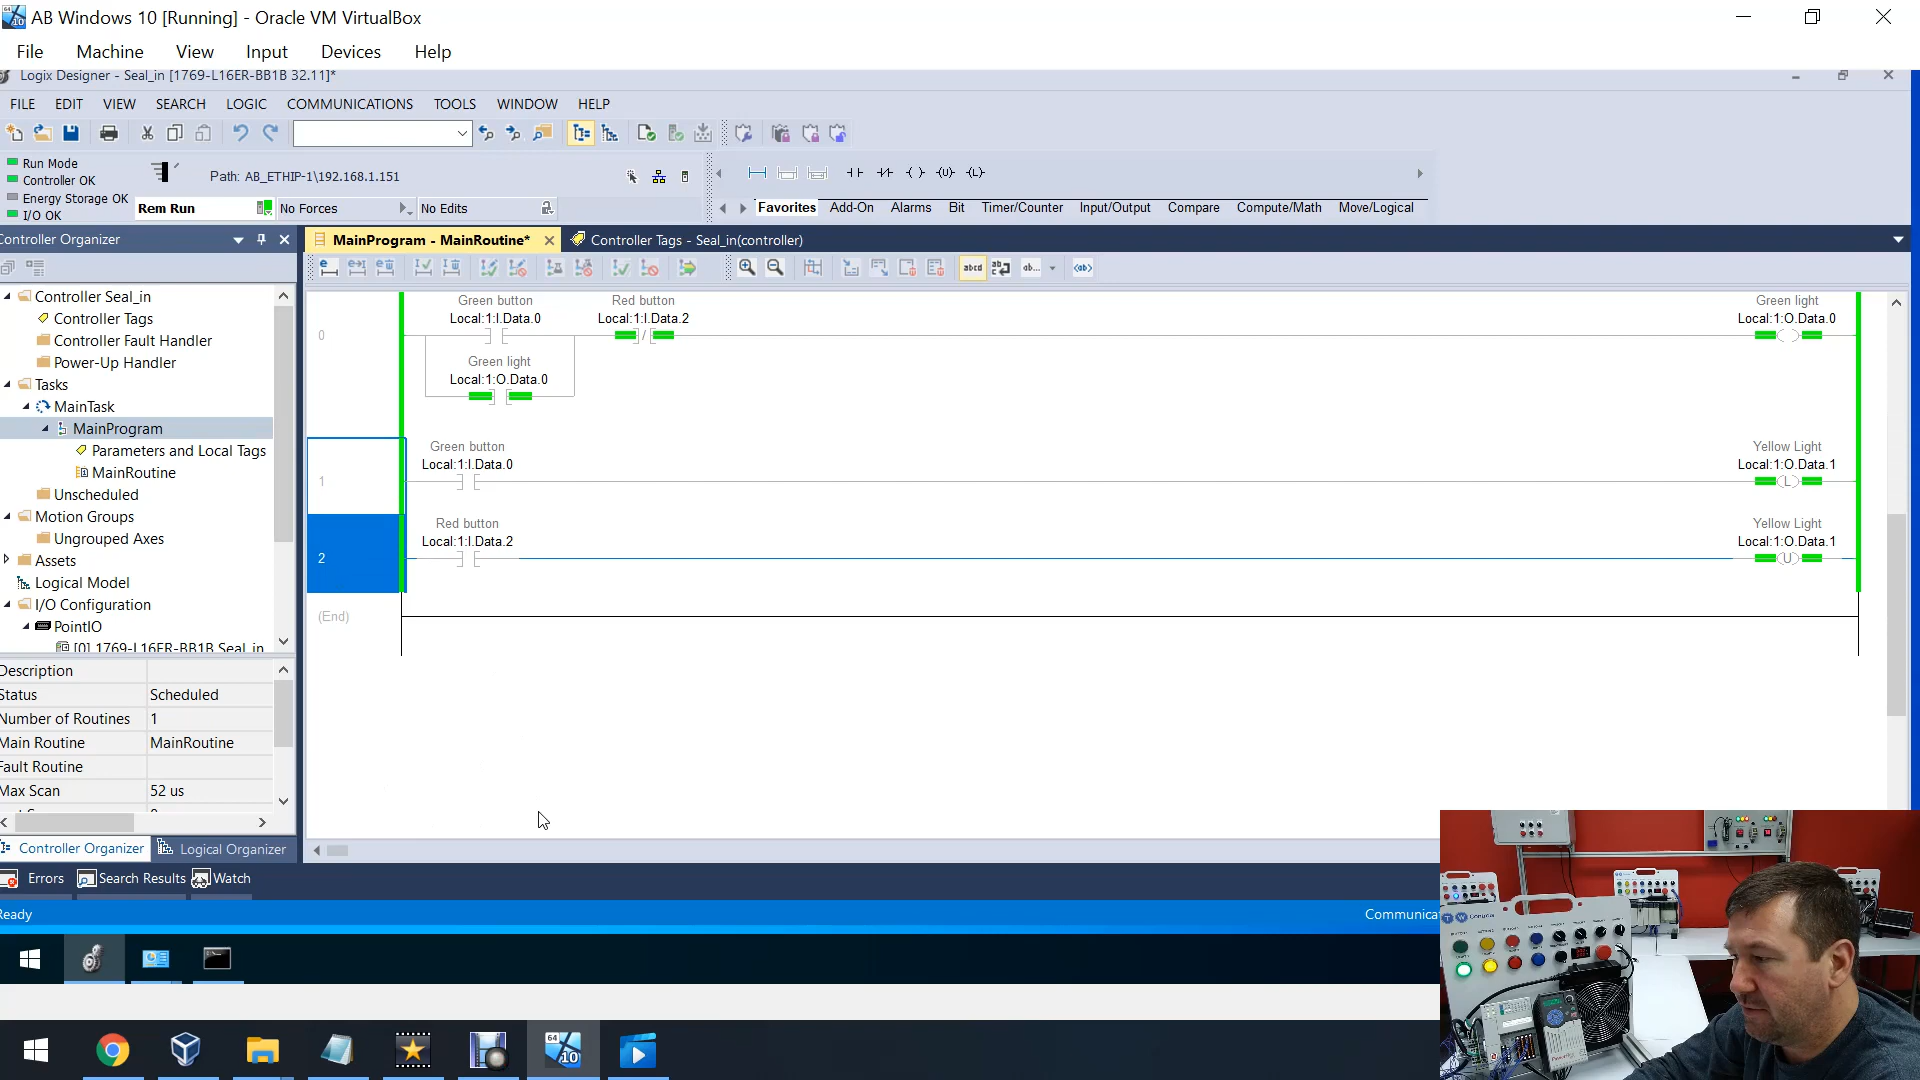 AB Windows 10 [Running] - Oracle VM VirtualBox
File Machine View Input Devices Help
Logix Designer - Seal_in [1769-L16ER-BB1B 32.11]*
FILE EDIT VIEW SEARCH LOGIC COMMUNICATIONS TOOLS WINDOW HELP
Run Mode
Controller OK
Energy Storage OK
I/O OK
Path: AB_ETHIP-1\192.168.1.151
Rem Run No Forces No Edits
Favorites Add-On Alarms Bit Timer/Counter Input/Output Compare Compute/Math Move/Logical
Controller Organizer
MainProgram - MainRoutine*
Controller Tags - Seal_in(controller)
Controller Seal_in
Controller Tags
Controller Fault Handler
Power-Up Handler
Tasks
MainTask
MainProgram
Parameters and Local Tags
MainRoutine
Unscheduled
Motion Groups
Ungrouped Axes
Assets
Logical Model
I/O Configuration
PointIO
[0] 1769-L16ER-BB1B Seal_in
Description
Status Scheduled
Number of Routines 1
Main Routine MainRoutine
Fault Routine
Max Scan 52 us
Controller Organizer Logical Organizer
Green button
Local:1:I.Data.0
Red button
Local:1:I.Data.2
Green light
Local:1:O.Data.0
0
Green light
Local:1:O.Data.0
Green button
Local:1:I.Data.0
Yellow Light
Local:1:O.Data.1
1
L
Red button
Local:1:I.Data.2
Yellow Light
Local:1:O.Data.1
2
U
(End)
Errors Search Results Watch
Ready
Communica
64
10